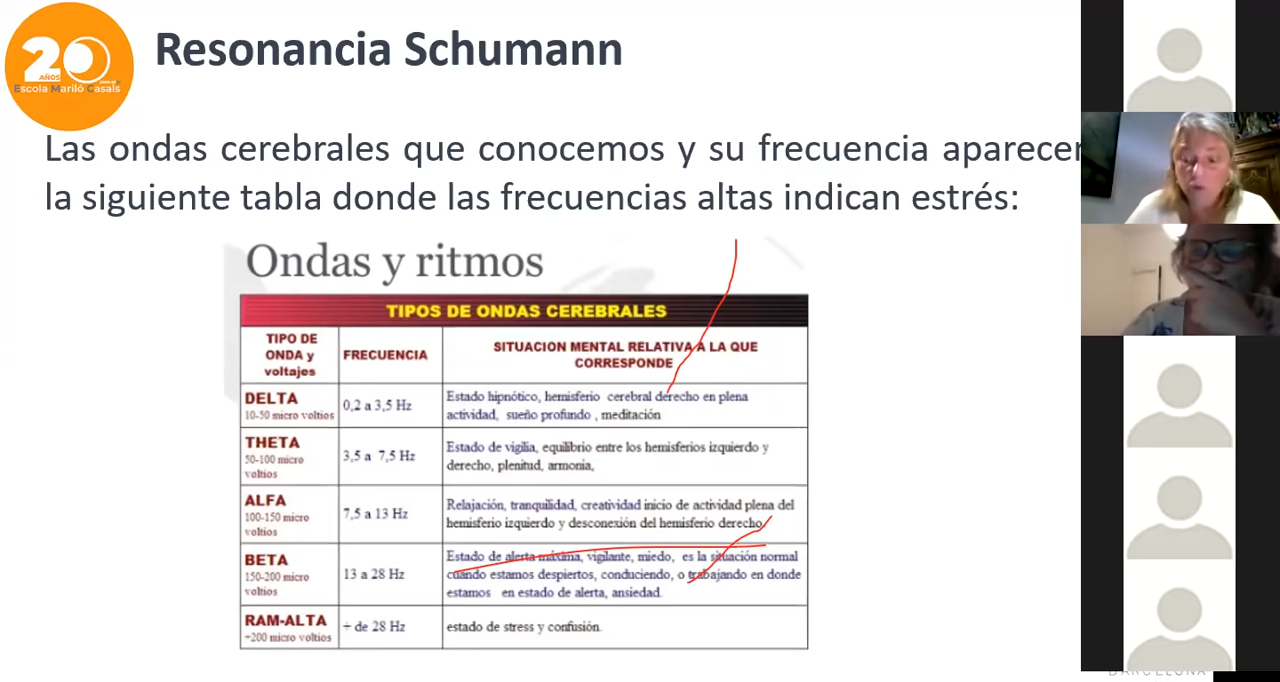 Resonancia Schumann
20
AÑOS
Escola Mariló Casals
Las ondas cerebrales que conocemos y su frecuencia aparecen
la siguiente tabla donde las frecuencias altas indican estrés:
Ondas y ritmos
TIPOS DE ONDAS CEREBRALES
TIPO DE
ONDA y
voltajes
FRECUENCIA
SITUACION MENTAL RELATIVA A LA QUE
CORRESPONDE
DELTA
10-50 micro voltios
0,2 a 3,5 Hz
Estado hipnótico, hemisferio cerebral derecho en plena
actividad, sueño profundo , meditación
THETA
50-100 micro
voltios
3,5 a 7,5 Hz
Estado de vigilia, equilibrio entre los hemisferios izquierdo y
derecho, plenitud, armonia,
ALFA
100-150 micro
voltios
7,5 a 13 Hz
Relajación, tranquilidad, creatividad inicio de actividad plena del
hemisferio izquierdo y desconexión del hemisferio derecho
BETA
150-200 micro
voltios
13 a 28 Hz
Estado de alerta máxima, vigilante, miedo, es la situación normal
cuando estamos despiertos, conduciendo, o trabajando en donde
estamos en estado de alerta, ansiedad.
RAM-ALTA
+200 micro voltios
+ de 28 Hz
estado de stress y confusión.
BARCELONA